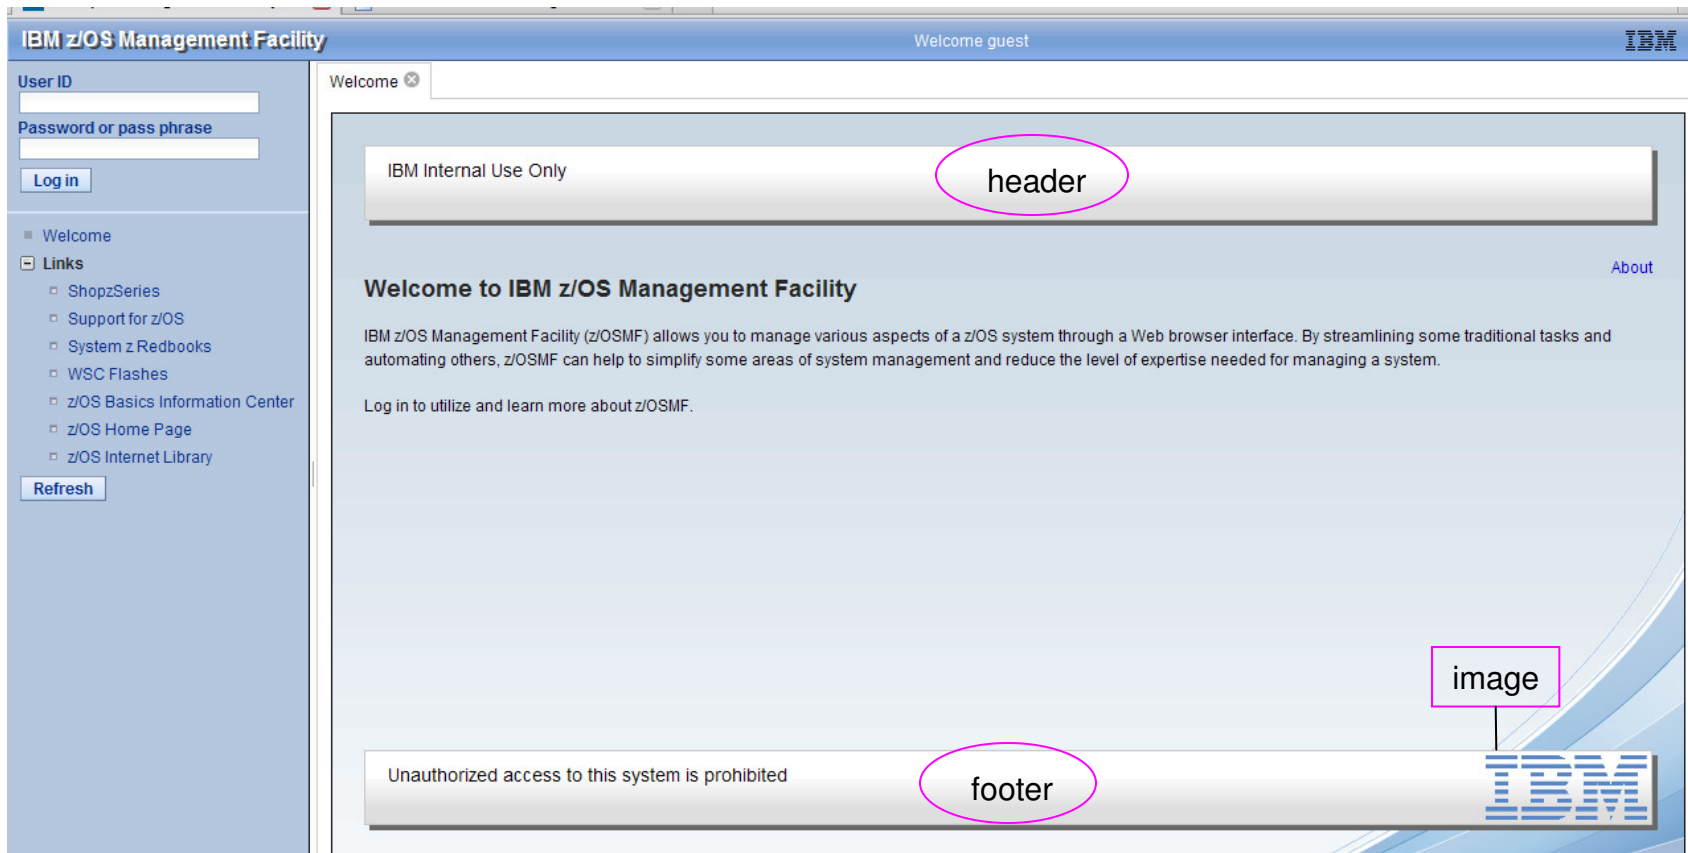 IBM z/OS Management Facility
Welcome guest
IBM
User ID
Password or pass phrase
Log in
Welcome
Links
ShopzSeries
Support for z/OS
System z Redbooks
WSC Flashes
z/OS Basics Information Center
z/OS Home Page
z/OS Internet Library
Refresh
Welcome
IBM Internal Use Only
header
About
Welcome to IBM z/OS Management Facility
IBM z/OS Management Facility (z/OSMF) allows you to manage various aspects of a z/OS system through a Web browser interface. By streamlining some traditional tasks and
automating others, z/OSMF can help to simplify some areas of system management and reduce the level of expertise needed for managing a system.
Log in to utilize and learn more about z/OSMF.
image
Unauthorized access to this system is prohibited
footer
IBM